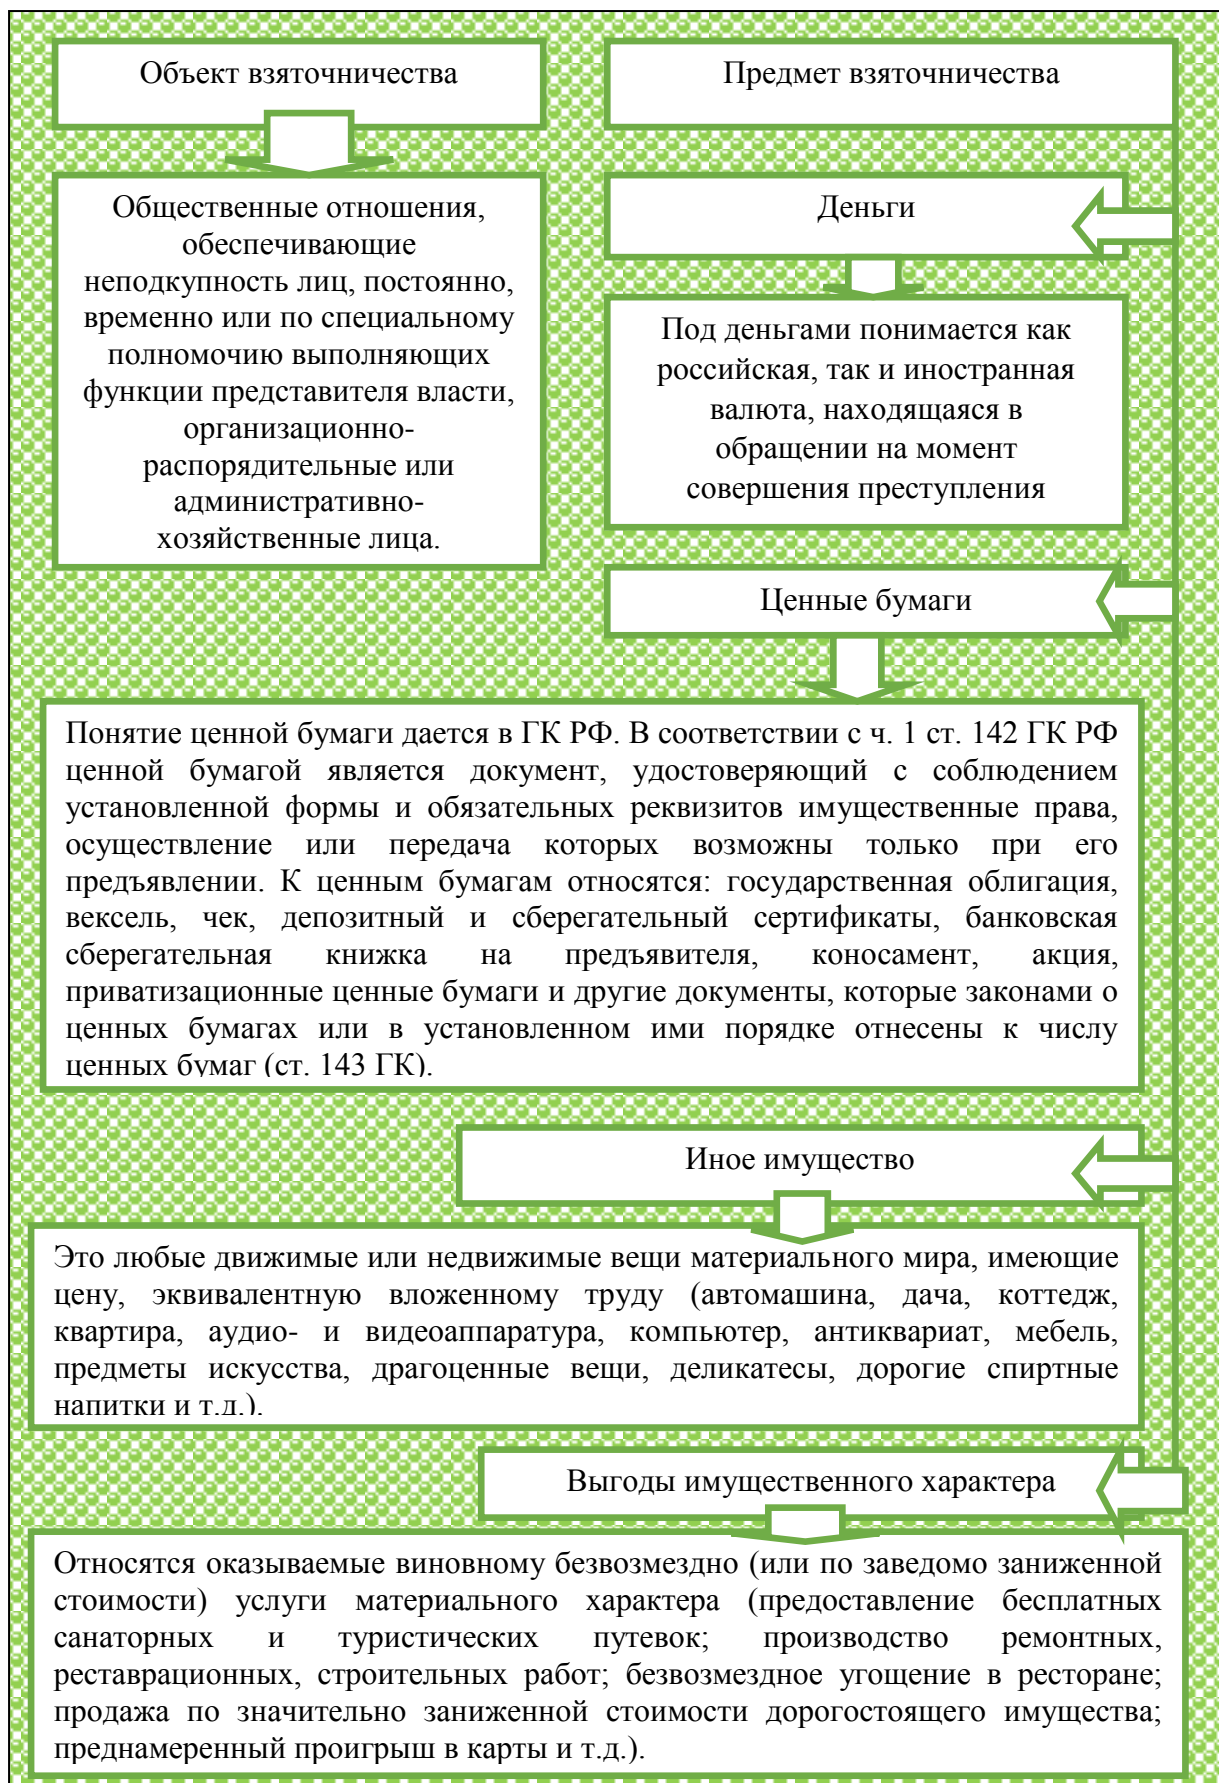 Объект взяточничества
Общественные отношения,
обеспечивающие
неподкупность лиц, постоянно,
временно или по специальному
полномочию выполняющих
функции представителя власти,
организационно-
распорядительные или
административно-
хозяйственные лица.
Предмет взяточничества
Деньги
Под деньгами понимается как
российская, так и иностранная
валюта, находящаяся в
обращении на момент
совершения преступления
Ценные бумаги
Понятие ценной бумаги дается в ГК РФ. В соответствии с ч. 1 ст. 142 ГК РФ
ценной бумагой является документ, удостоверяющий с соблюдением
установленной формы и обязательных реквизитов имущественные права,
осуществление или передача которых возможны только при его
предъявлении. К ценным бумагам относятся: государственная облигация,
вексель, чек, депозитный и сберегательный сертификаты, банковская
сберегательная книжка на предъявителя, коносамент, акция,
приватизационные ценные бумаги и другие документы, которые законами о
ценных бумагах или в установленном ими порядке отнесены к числу
ценных бумаг (ст. 143 ГК).
Иное имущество
Это любые движимые или недвижимые вещи материального мира, имеющие
цену, эквивалентную вложенному труду (автомашина, дача, коттедж,
квартира, аудио- и видеоаппаратура, компьютер, антиквариат, мебель,
предметы искусства, драгоценные вещи, деликатесы, дорогие спиртные
напитки и т.д.).
Выгоды имущественного характера
Относятся оказываемые виновному безвозмездно (или по заведомо заниженной
стоимости) услуги материального характера (предоставление бесплатных
санаторных и туристических путевок; производство ремонтных,
реставрационных, строительных работ; безвозмездное угощение в ресторане;
продажа по значительно заниженной стоимости дорогостоящего имущества;
преднамеренный проигрыш в карты и т.д.).